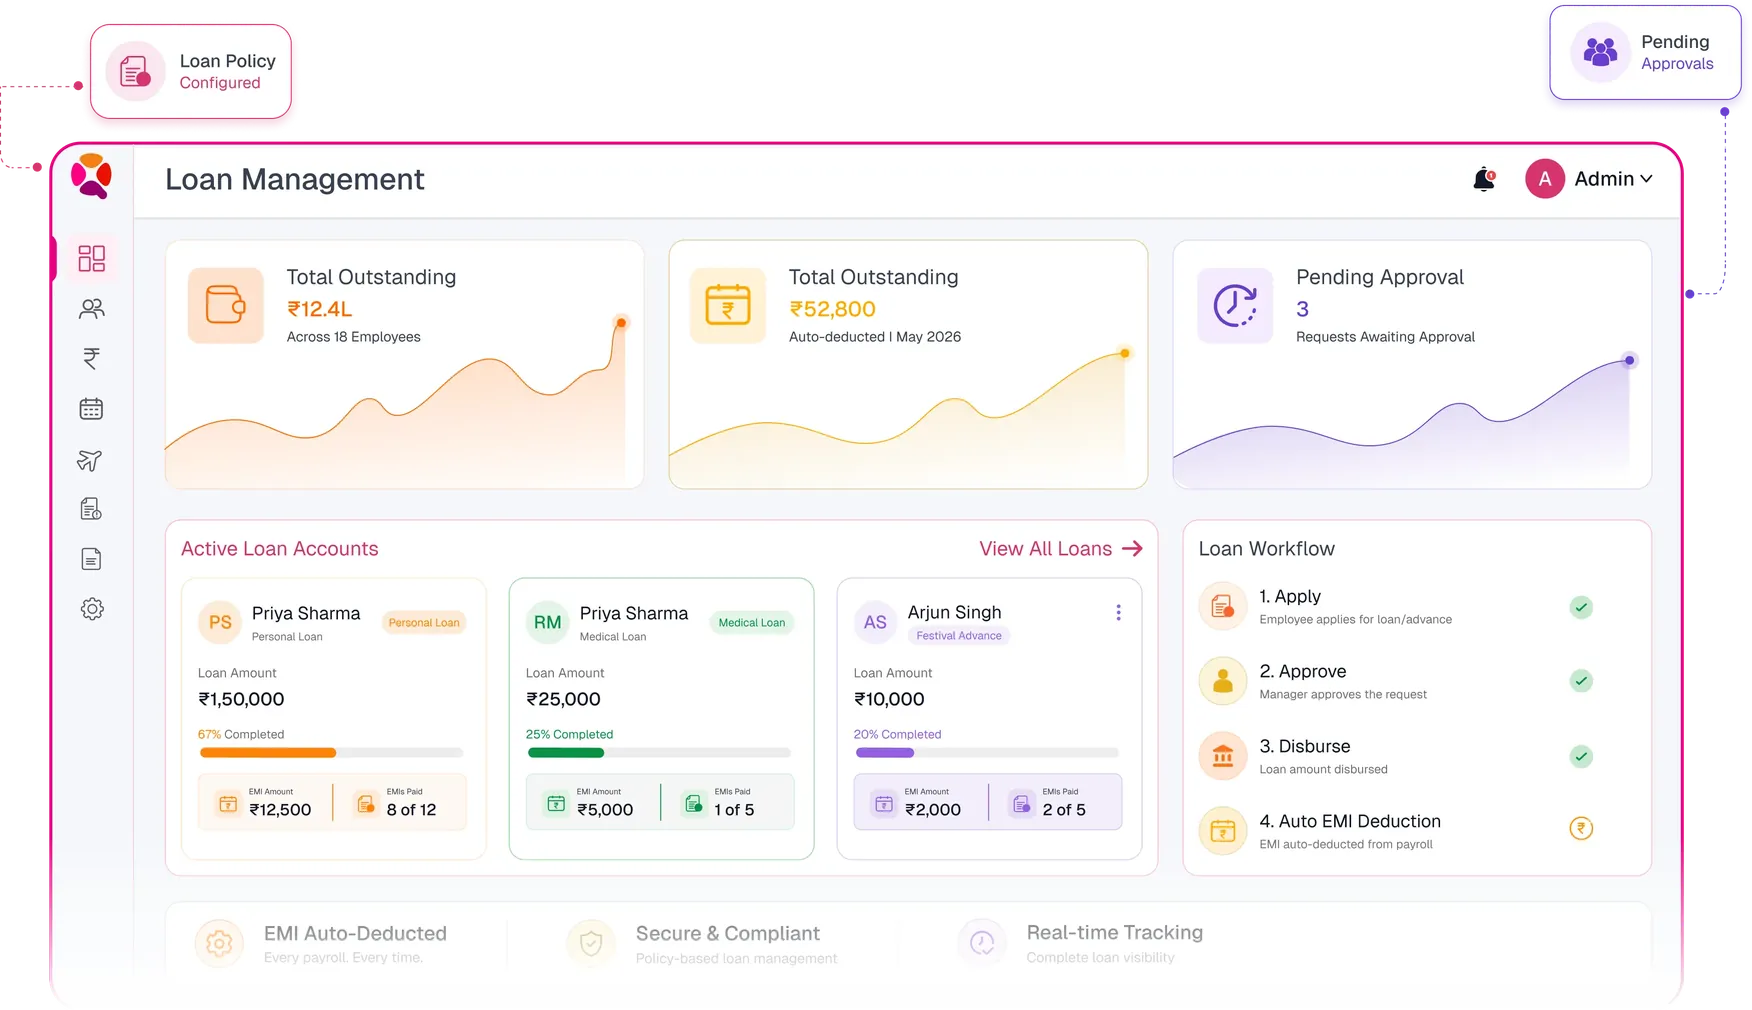 Loan Policy
Configured
Pending
Approvals
Loan Management
1
A
Admin
Total Outstanding
₹12.4L
Across 18 Employees
Total Outstanding
₹52,800
Auto-deducted | May 2026
Pending Approval
3
Requests Awaiting Approval
Active Loan Accounts
View All Loans
PS
Priya Sharma
Personal Loan
Personal Loan
Loan Amount
₹1,50,000
67% Completed
EMI Amount
₹12,500
EMIs Paid
8 of 12
RM
Priya Sharma
Medical Loan
Medical Loan
Loan Amount
₹25,000
25% Completed
EMI Amount
₹5,000
EMIs Paid
1 of 5
AS
Arjun Singh
Festival Advance
Loan Amount
₹10,000
20% Completed
EMI Amount
₹2,000
EMIs Paid
2 of 5
Loan Workflow
1. Apply
Employee applies for loan/advance
2. Approve
Manager approves the request
3. Disburse
Loan amount disbursed
4. Auto EMI Deduction
EMI auto-deducted from payroll
EMI Auto-Deducted
Every payroll. Every time.
Secure & Compliant
Policy-based loan management
Real-time Tracking
Complete loan visibility